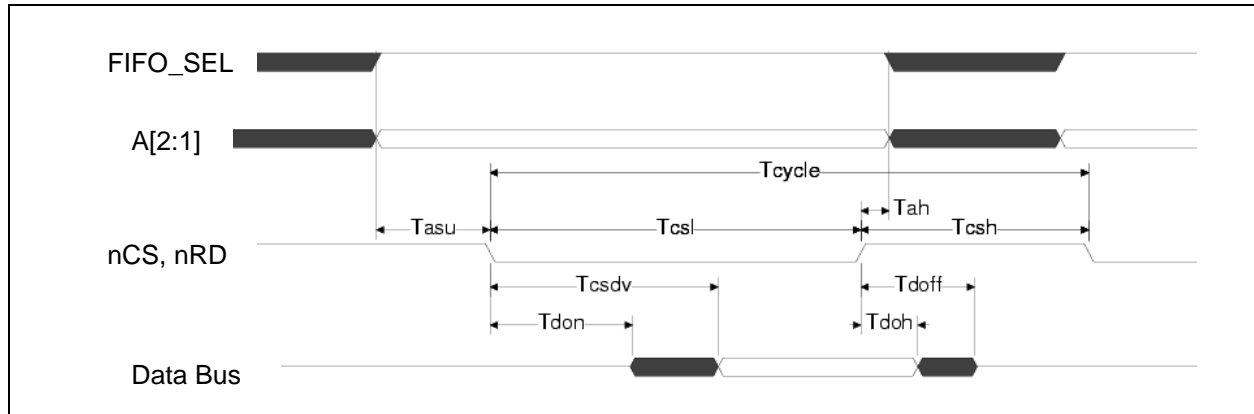 FIFO_SEL
A[2:1]
Tcycle
Tah
Tasu
Tcsl
Tcsh
nCS, nRD
Tcsdv
Tdoff
Tdon
Tdoh
Data Bus